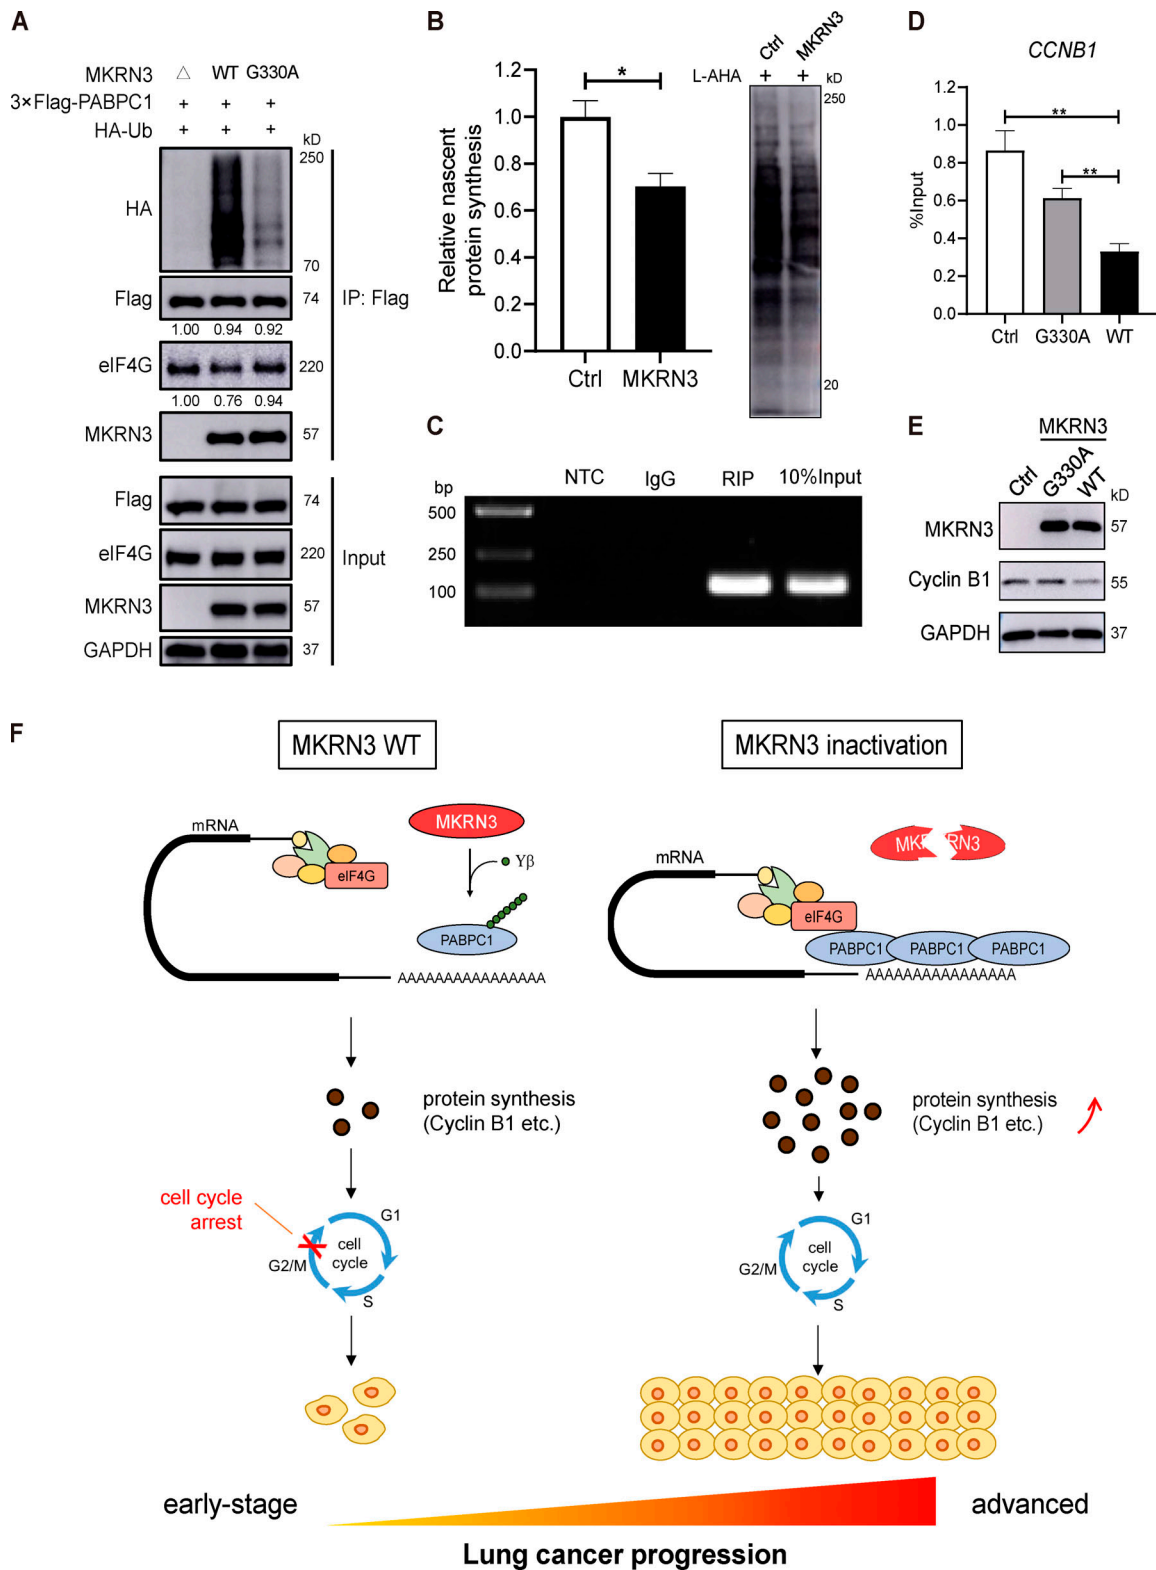 A
MKRN3 △ WT G330A
3×Flag-PABPC1 + + +
HA-Ub + + +
kD
HA 250
70
Flag 74
1.00 0.94 0.92
eIF4G 220
1.00 0.76 0.94
MKRN3 57
IP: Flag
Flag 74
eIF4G 220
MKRN3 57
GAPDH 37
Input
B
Relative nascent
protein synthesis
1.2
1.0
0.8
0.6
0.4
0.2
0.0
*
Ctrl MKRN3
Ctrl MKRN3
L-AHA + + kD
250
20
C
NTC IgG RIP 10%Input
bp
500
250
100
D
CCNB1
%Input
1.2
1.0
0.8
0.6
0.4
0.2
0.0
**
**
Ctrl G330A WT
E
MKRN3
Ctrl G330A WT
kD
MKRN3 57
Cyclin B1 55
GAPDH 37
F
MKRN3 WT
mRNA
eIF4G
MKRN3
Yβ
PABPC1
AAAAAAAAAAAAAAAA
protein synthesis
(Cyclin B1 etc.)
cell cycle
arrest
G1
cell
cycle
G2/M
S
MKRN3 inactivation
mRNA
eIF4G
MKRN3
PABPC1 PABPC1 PABPC1
AAAAAAAAAAAAAAAA
protein synthesis
(Cyclin B1 etc.)
G1
cell
cycle
G2/M
S
early-stage
advanced
Lung cancer progression